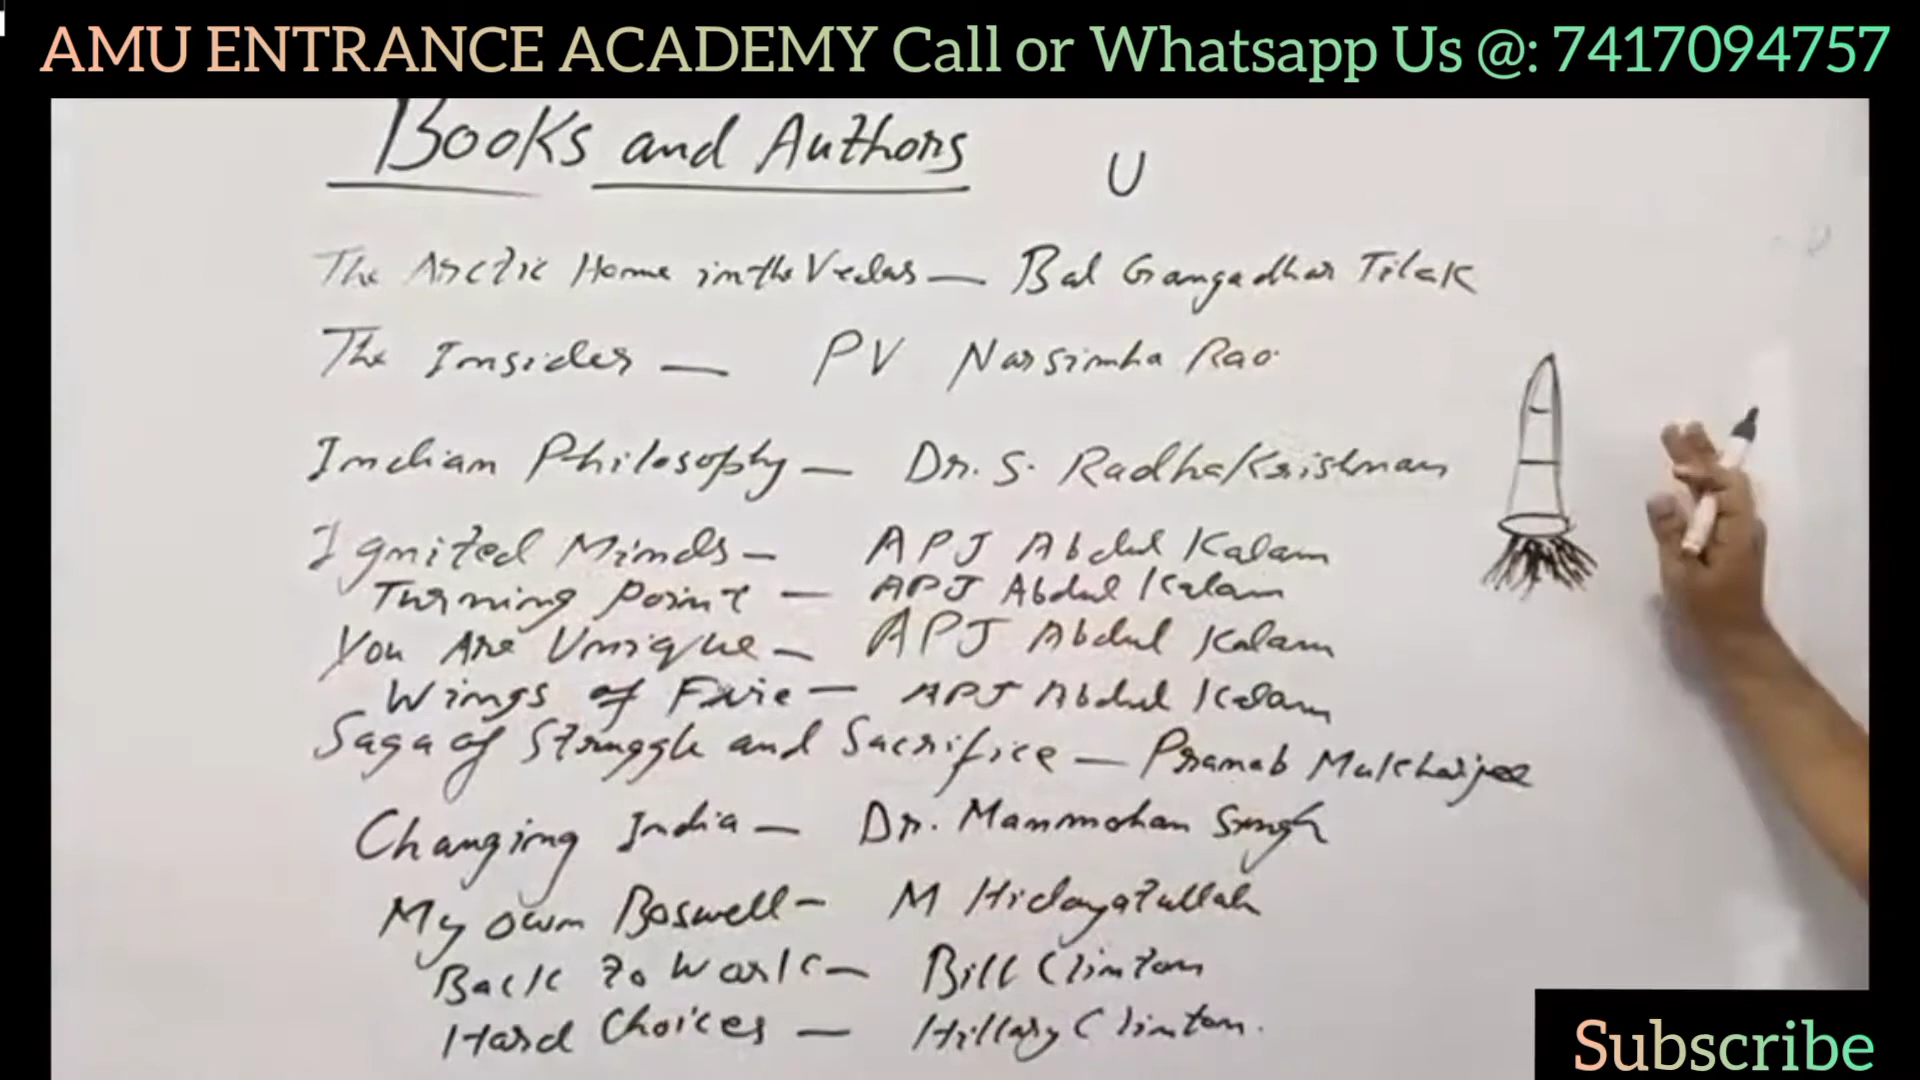 AMU ENTRANCE ACADEMY Call or Whatsapp Us @: 7417094757
Books and Authors
U
The Arctic Home in the Vedas — Bal Gangadhar Tilak
The Insider — PV Narsimha Rao
Indian Philosophy — Dr. S. Radhakrishnan
Ignited Minds — APJ Abdul Kalam
Turning Point — APJ Abdul Kalam
You Are Unique — APJ Abdul Kalam
Wings of Fire — APJ Abdul Kalam
Saga of Struggle and Sacrifice — Pranab Mukharjee
Changing India — Dr. Manmohan Singh
My Own Boswell — M Hidayatullah
Back to Work — Bill Clinton
Hard Choices — Hillary Clinton.
Subscribe